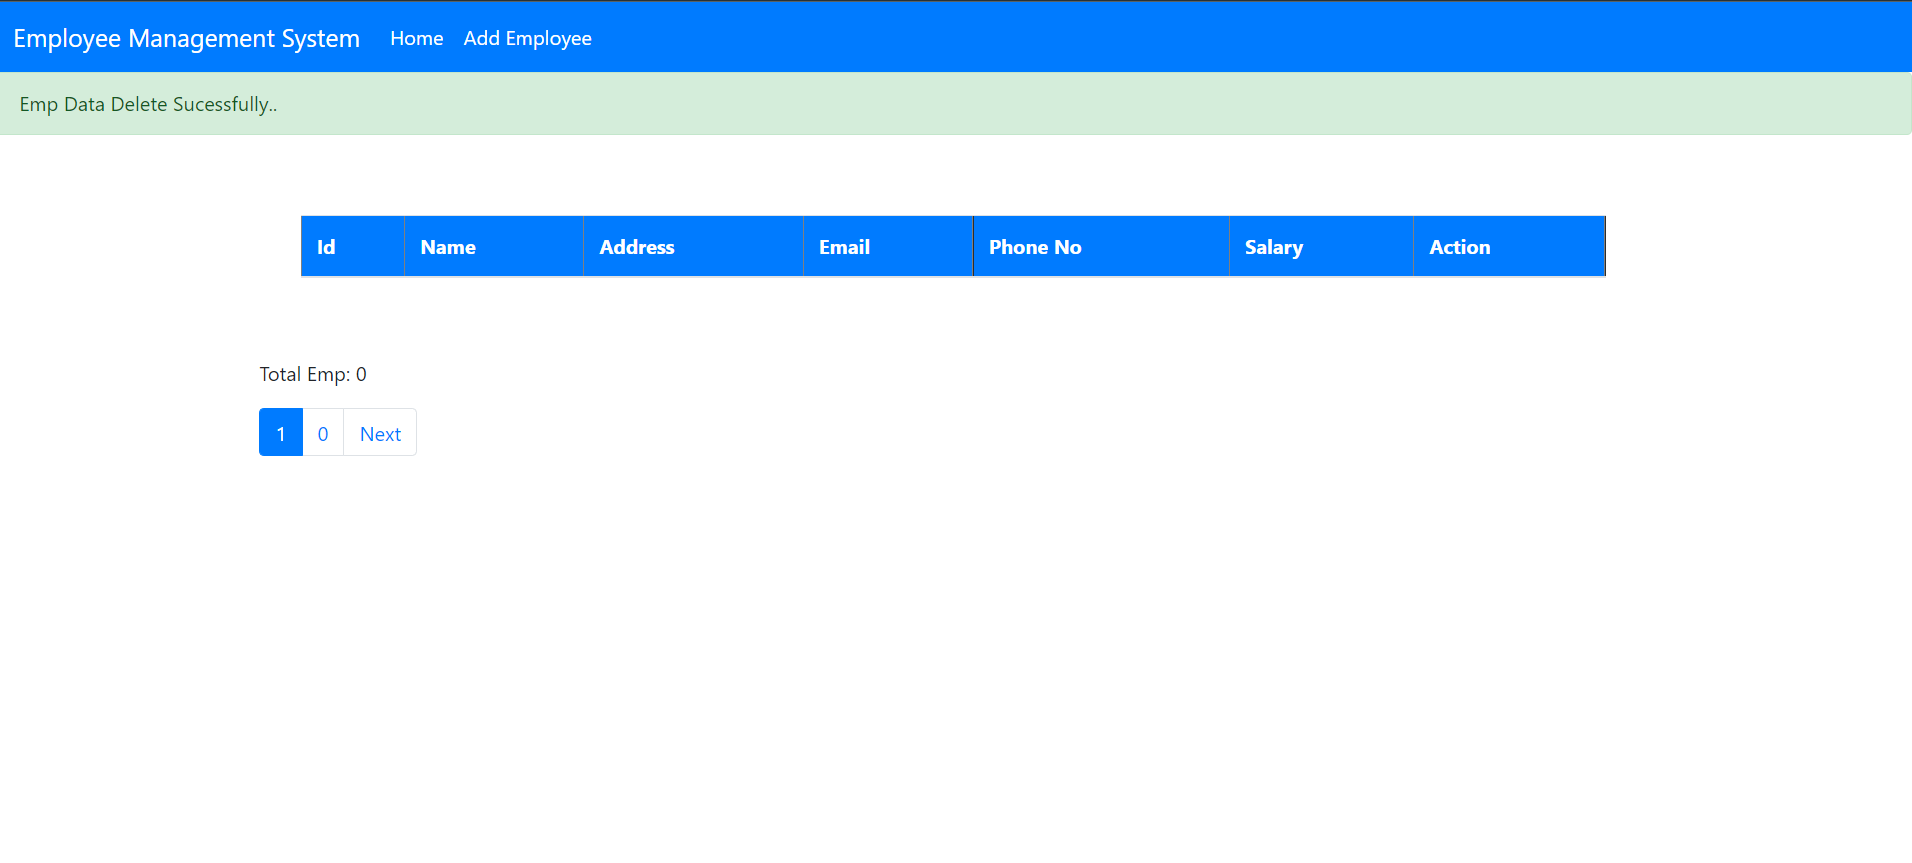 Employee Management System Home Add Employee
Emp Data Delete Sucessfully..
Id Name Address Email Phone No Salary Action
Total Emp: 0
1 0 Next